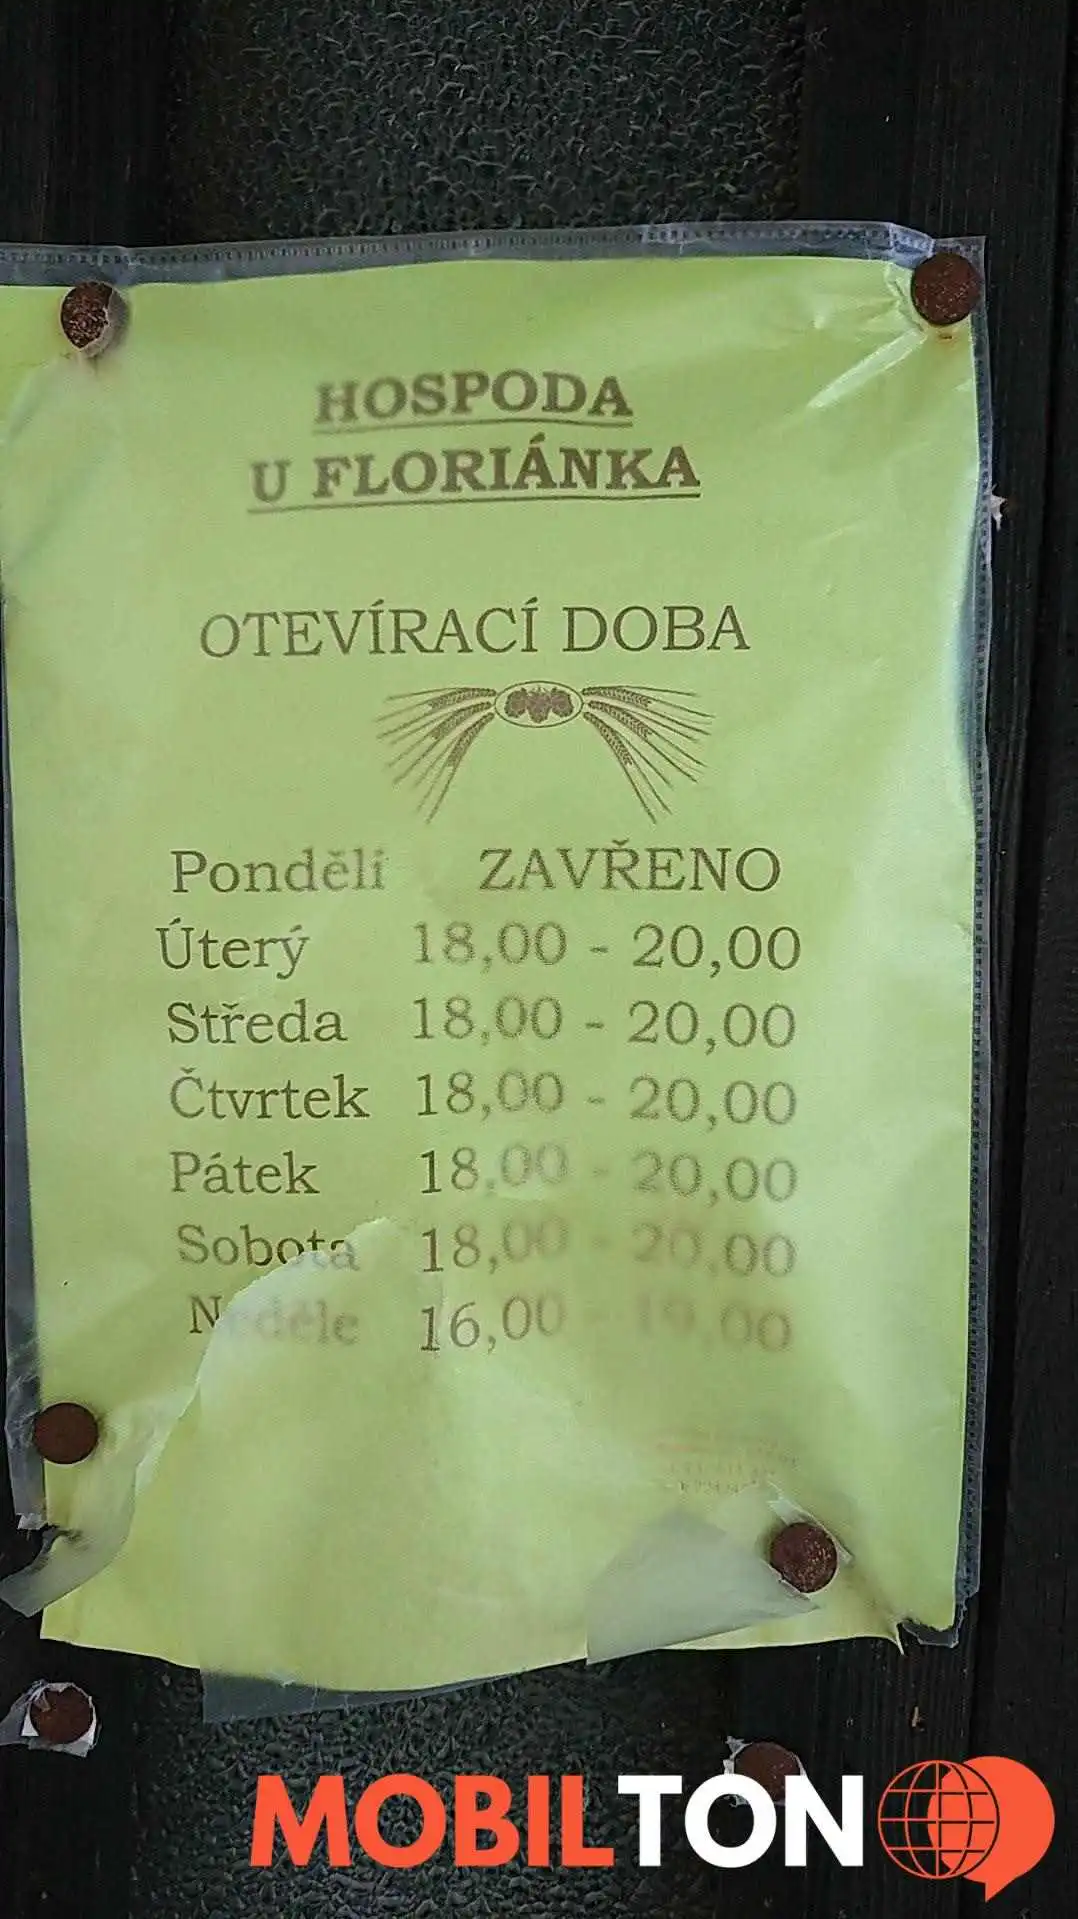 HOSPODA
U FLORIÁNKA
OTEVÍRACÍ DOBA
Pondělí ZAVŘENO
Úterý 18,00 - 20,00
Středa 18,00 - 20,00
Čtvrtek 18,00 - 20,00
Pátek 18,00 - 20,00
Sobota 18,00 - 20,00
Neděle 16,00 - 19,00
MOBILTON